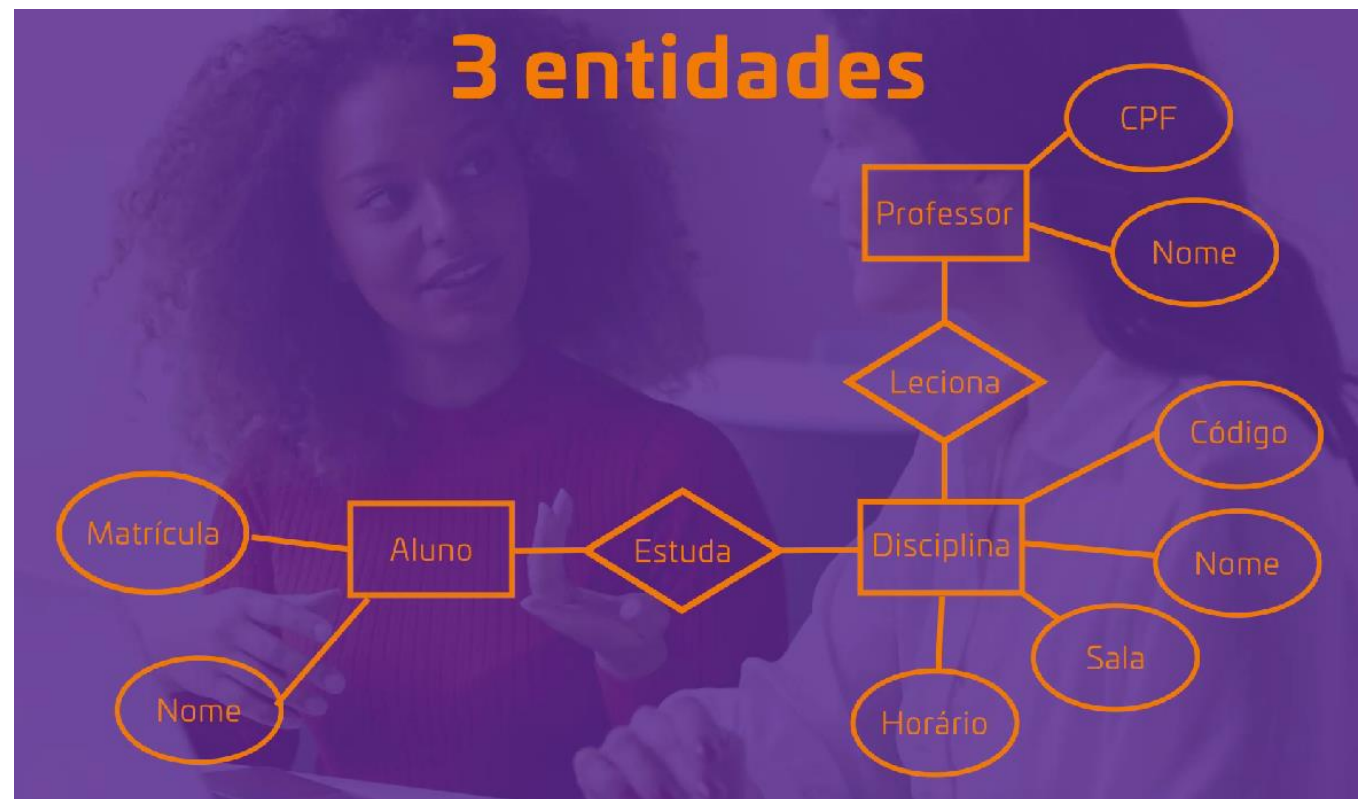 3 entidades
CPF
Professor
Nome
Leciona
Código
Matrícula
Aluno
Estuda
Disciplina
Nome
Sala
Nome
Horário